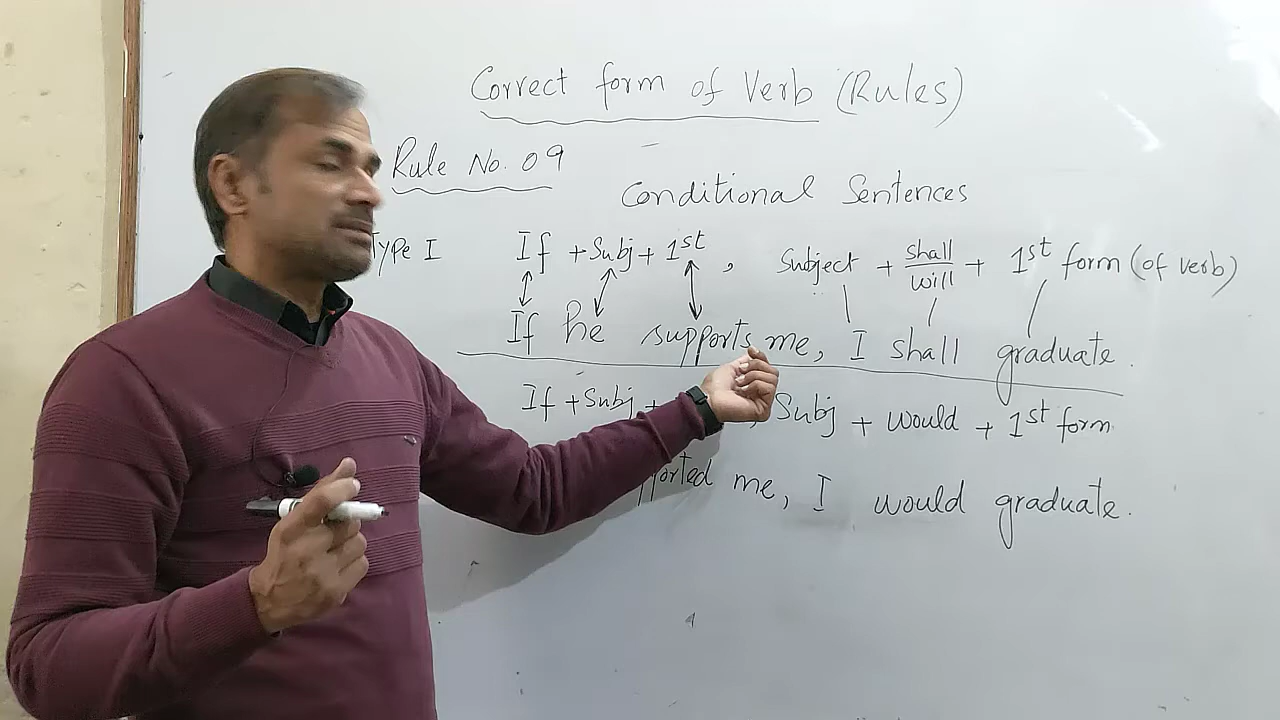 Correct form of Verb (Rules)
Rule No. 09
Conditional Sentences
Type I If + Subj + 1st, Subject + shall/will + 1st form (of verb)
If he supports me, I shall graduate.
If + Subj + , Subj + would + 1st form
me, I would graduate.